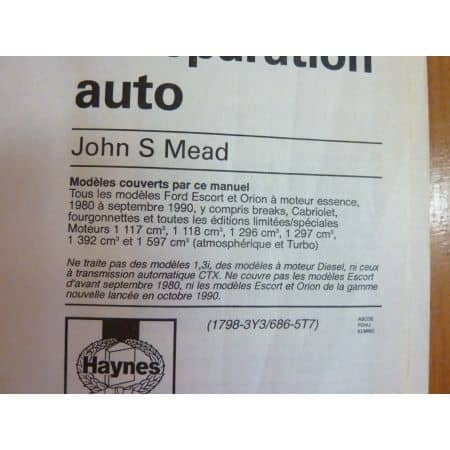 auto
John S Mead
Modèles couverts par ce manuel
Tous les modèles Ford Escort et Orion à moteur essence,
1980 à septembre 1990, y compris breaks, Cabriolet,
fourgonnettes et toutes les éditions limitées/spéciales
Moteurs 1 117 cm³, 1 118 cm³, 1 296 cm³, 1 297 cm³,
1 392 cm³ et 1 597 cm³ (atmosphérique et Turbo)
Ne traite pas des modèles 1,3i, des modèles à moteur Diesel, ni ceux
à transmission automatique CTX. Ne couvre pas les modèles Escort
d'avant septembre 1980, ni les modèles Escort et Orion de la gamme
nouvelle lancée en octobre 1990.
(1798-3Y3/686-5T7)
ABCDE
FGHIJ
KLMNO
Haynes